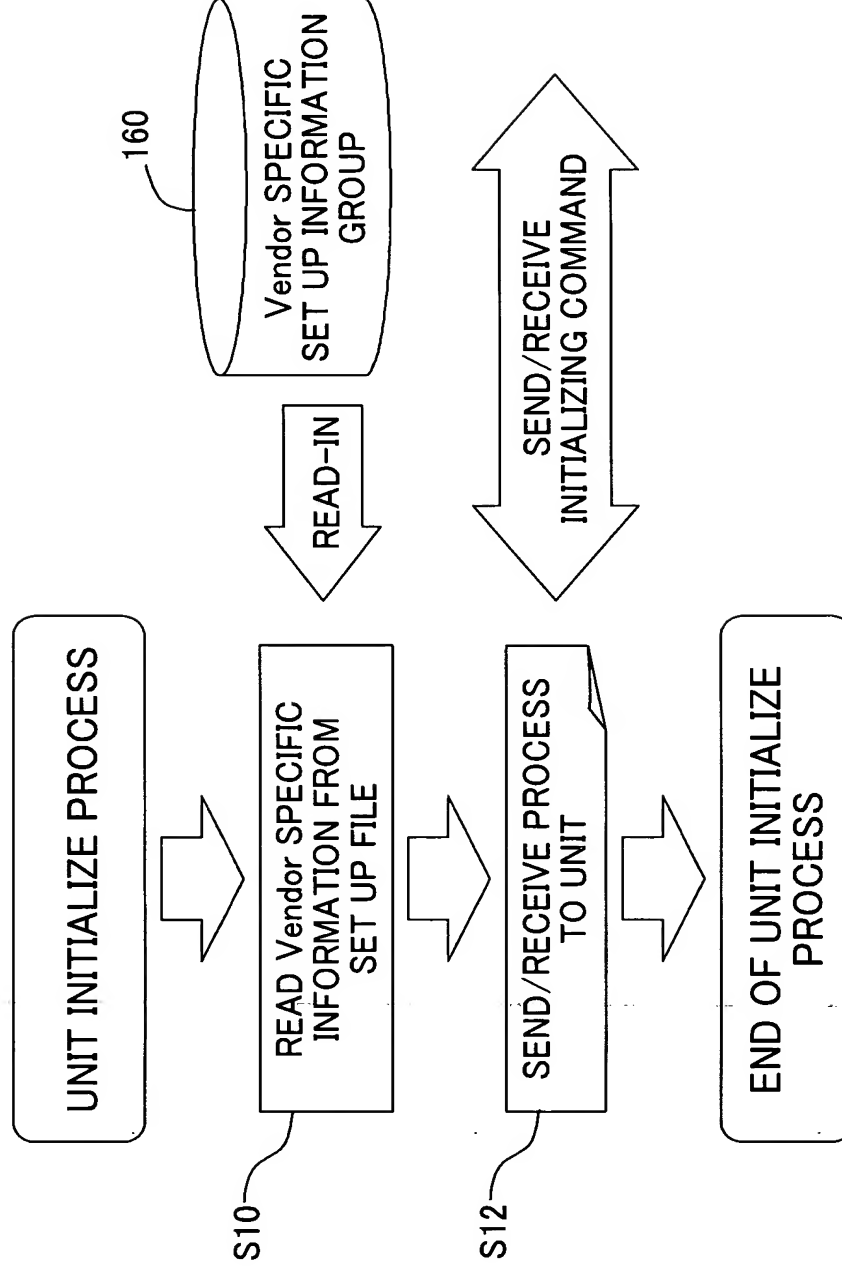 UNIT INITIALIZE PROCESS
S10
READ Vendor SPECIFIC
INFORMATION FROM
SET UP FILE
READ-IN
160
Vendor SPECIFIC
SET UP INFORMATION
GROUP
S12
SEND/RECEIVE PROCESS
TO UNIT
SEND/RECEIVE
INITIALIZING COMMAND
END OF UNIT INITIALIZE
PROCESS